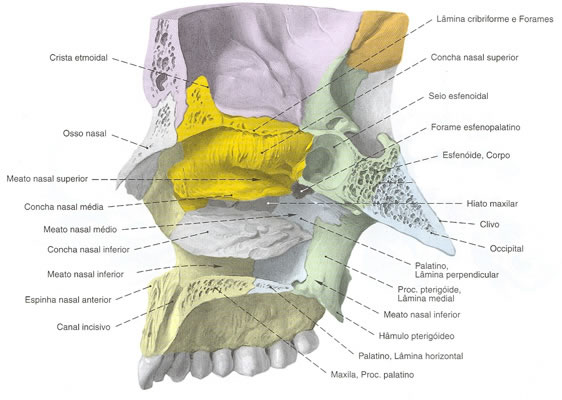 Lâmina cribriforme e Forames
Crista etmoidal
Concha nasal superior
Seio esfenoidal
Osso nasal
Forame esfenopalatino
Esfenóide, Corpo
Meato nasal superior
Concha nasal média
Hiato maxilar
Meato nasal médio
Clivo
Concha nasal inferior
Occipital
Meato nasal inferior
Palatino,
Lâmina perpendicular
Espinha nasal anterior
Proc. pterigóide,
Lâmina medial
Canal incisivo
Meato nasal inferior
Hâmulo pterigóideo
Palatino, Lâmina horizontal
Maxila, Proc. palatino